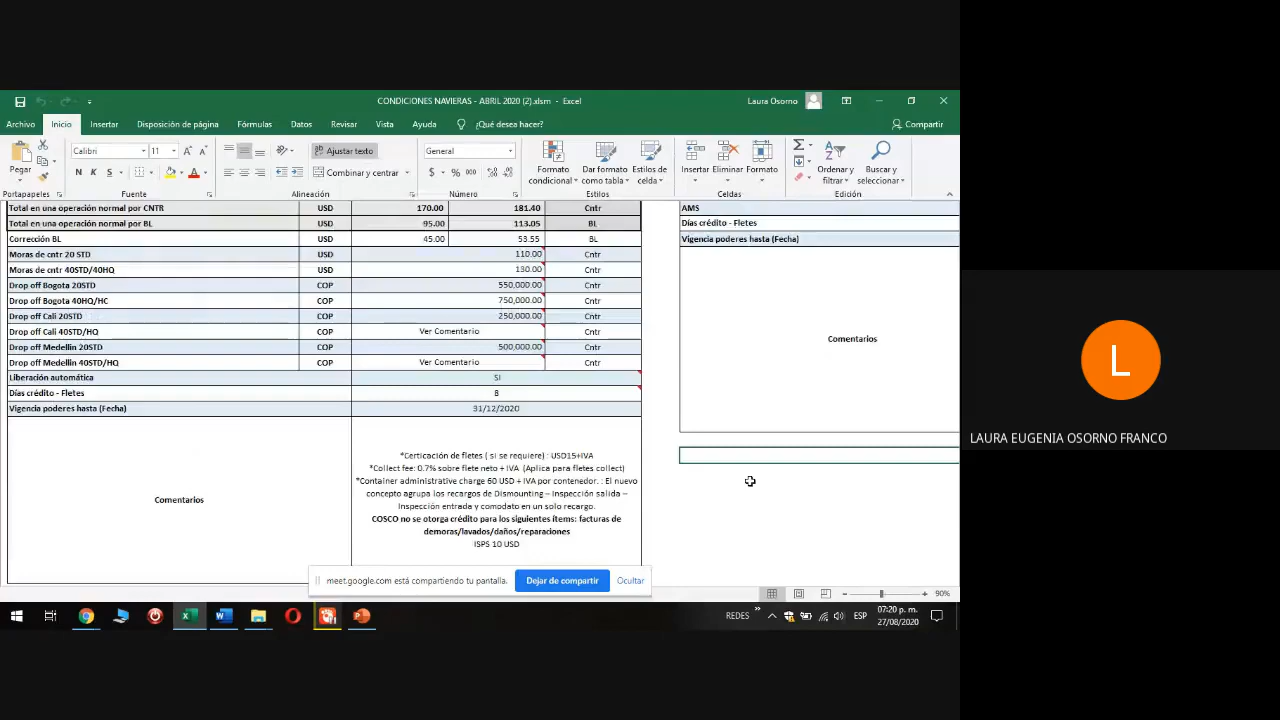 CONDICIONES NAVIERAS - ABRIL 2020 (2).xlsm - Excel
Laura Osorno
Archivo Inicio Insertar Disposición de página Fórmulas Datos Revisar Vista Ayuda ¿Qué desea hacer? Compartir
Pegar
Calibri 11
N K S
Ajustar texto
Combinar y centrar
General
$ % 000
Formato condicional
Dar formato como tabla
Estilos de celda
Insertar Eliminar Formato
Ordenar y filtrar
Buscar y seleccionar
Portapapeles Fuente Alineación Número Estilos Celdas Edición
Total en una operación normal por CNTR USD 170.00 181.40 Cntr
Total en una operación normal por BL USD 95.00 113.05 BL
Corrección BL USD 45.00 53.55 BL
Moras de cntr 20 STD USD 110.00 Cntr
Moras de cntr 40STD/40HQ USD 130.00 Cntr
Drop off Bogota 20STD COP 550,000.00 Cntr
Drop off Bogota 40HQ/HC COP 750,000.00 Cntr
Drop off Cali 20STD COP 250,000.00 Cntr
Drop off Cali 40STD/HQ COP Ver Comentario Cntr
Drop off Medellin 20STD COP 500,000.00 Cntr
Drop off Medellin 40STD/HQ COP Ver Comentario Cntr
Liberación automática SI
Días crédito - Fletes 8
Vigencia poderes hasta (Fecha) 31/12/2020
Comentarios
*Certicación de fletes ( si se requiere) : USD15+IVA
*Collect fee: 0.7% sobre flete neto + IVA (Aplica para fletes collect)
*Container administrative charge 60 USD + IVA por contenedor. : El nuevo
concepto agrupa los recargos de Dismounting – Inspección salida –
Inspección entrada y comodato en un solo recargo.
COSCO no se otorga crédito para los siguientes ítems: facturas de
demoras/lavados/daños/reparaciones
ISPS 10 USD
AMS
Días crédito - Fletes
Vigencia poderes hasta (Fecha)
Comentarios
meet.google.com está compartiendo tu pantalla. Dejar de compartir Ocultar
90%
REDES
ESP
07:20 p. m.
27/08/2020
L
LAURA EUGENIA OSORNO FRANCO